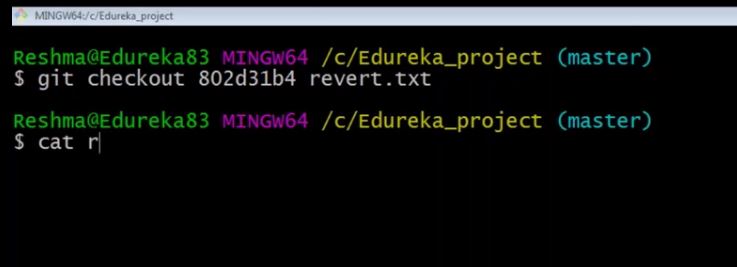 MINGW64:/c/Edureka_project
Reshma@Edureka83 MINGW64 /c/Edureka_project (master)
$ git checkout 802d31b4 revert.txt
Reshma@Edureka83 MINGW64 /c/Edureka_project (master)
$ cat r